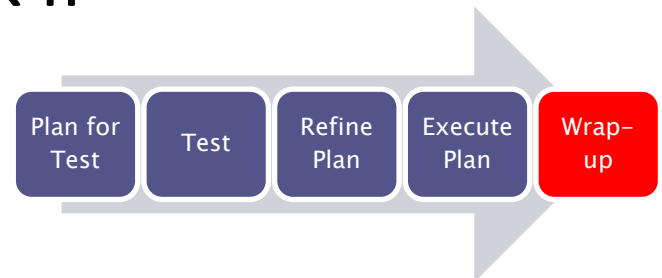 Plan for
Test
Test
Refine
Plan
Execute
Plan
Wrap-
up